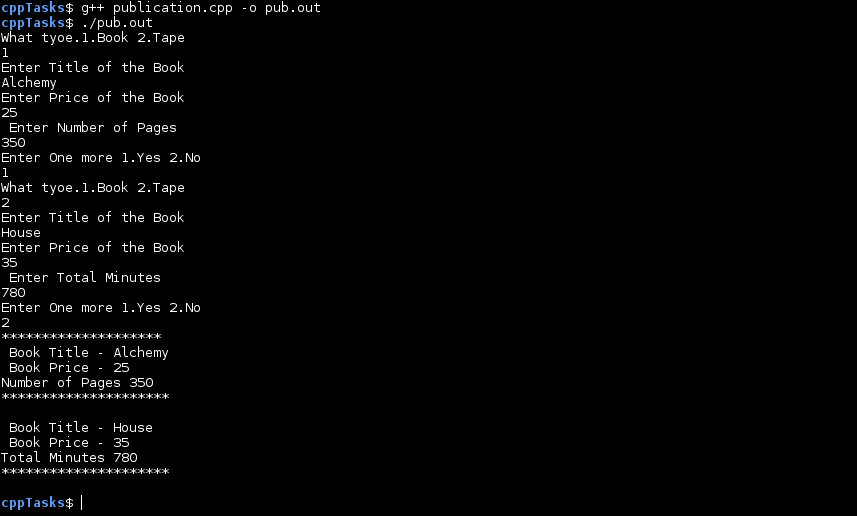 cppTasks$ g++ publication.cpp -o pub.out
cppTasks$ ./pub.out
What tyoe.1.Book 2.Tape
1
Enter Title of the Book
Alchemy
Enter Price of the Book
25
 Enter Number of Pages
350
Enter One more 1.Yes 2.No
1
What tyoe.1.Book 2.Tape
2
Enter Title of the Book
House
Enter Price of the Book
35
 Enter Total Minutes
780
Enter One more 1.Yes 2.No
2
********************
 Book Title - Alchemy
 Book Price - 25
Number of Pages 350
*********************

 Book Title - House
 Book Price - 35
Total Minutes 780
*********************

cppTasks$